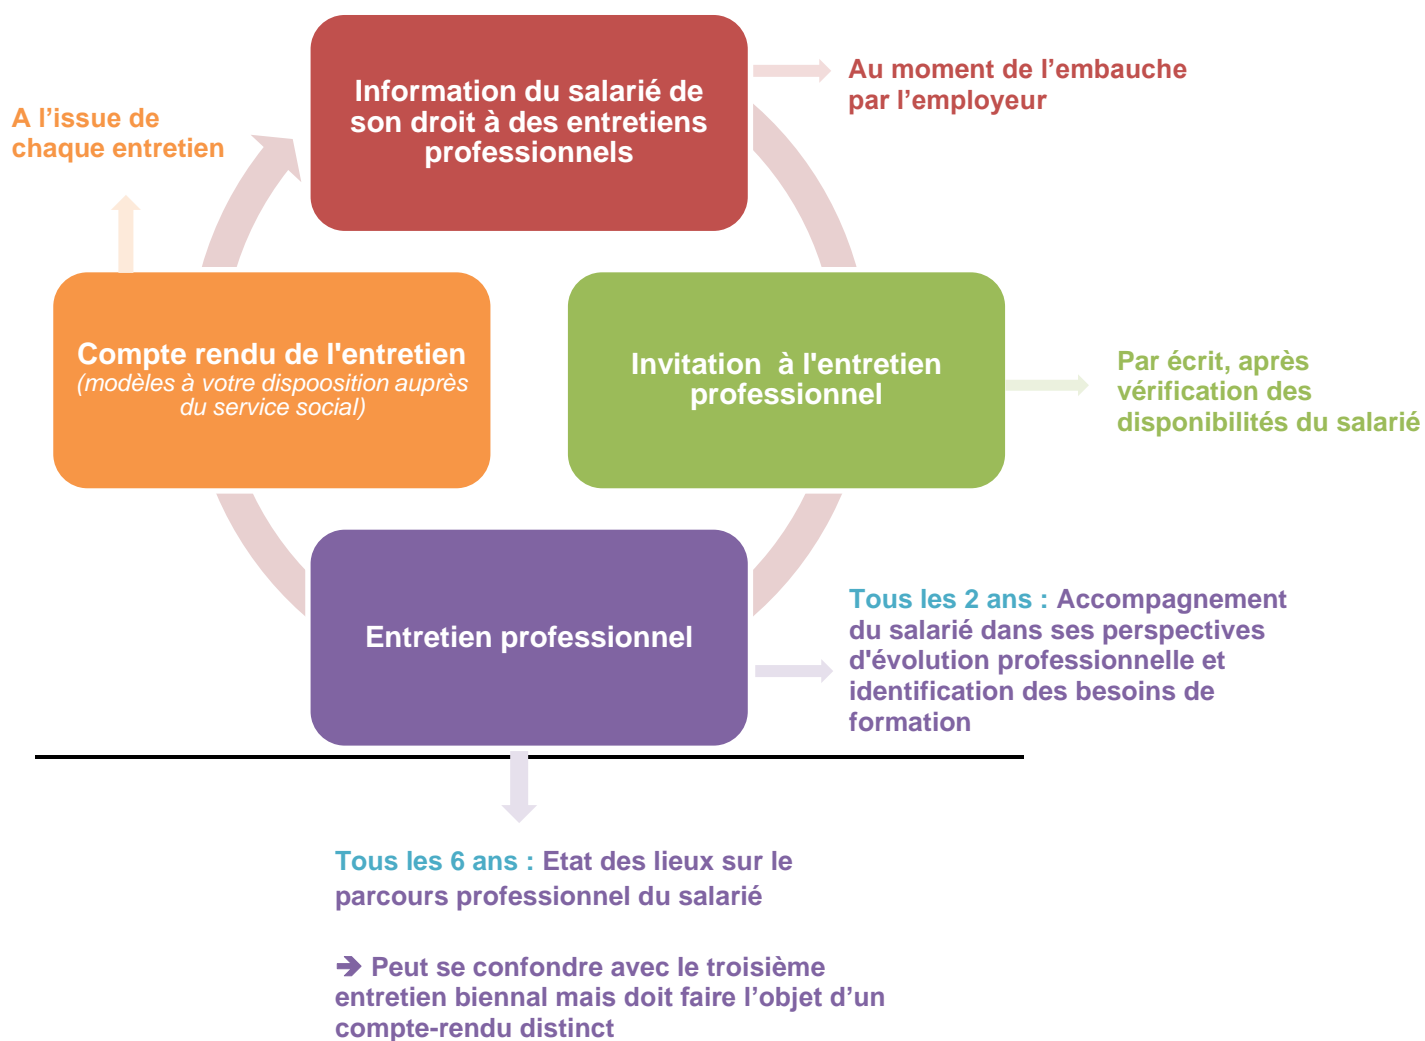 Information du salarié de
son droit à des entretiens
professionnels
Au moment de l’embauche
par l’employeur
A l’issue de
chaque entretien
Compte rendu de l'entretien
(modèles à votre dispoosition auprès
du service social)
Invitation à l'entretien
professionnel
Par écrit, après
vérification des
disponibilités du salarié
Entretien professionnel
Tous les 2 ans : Accompagnement
du salarié dans ses perspectives
d'évolution professionnelle et
identification des besoins de
formation
Tous les 6 ans : Etat des lieux sur le
parcours professionnel du salarié
➔ Peut se confondre avec le troisième
entretien biennal mais doit faire l’objet d’un
compte-rendu distinct